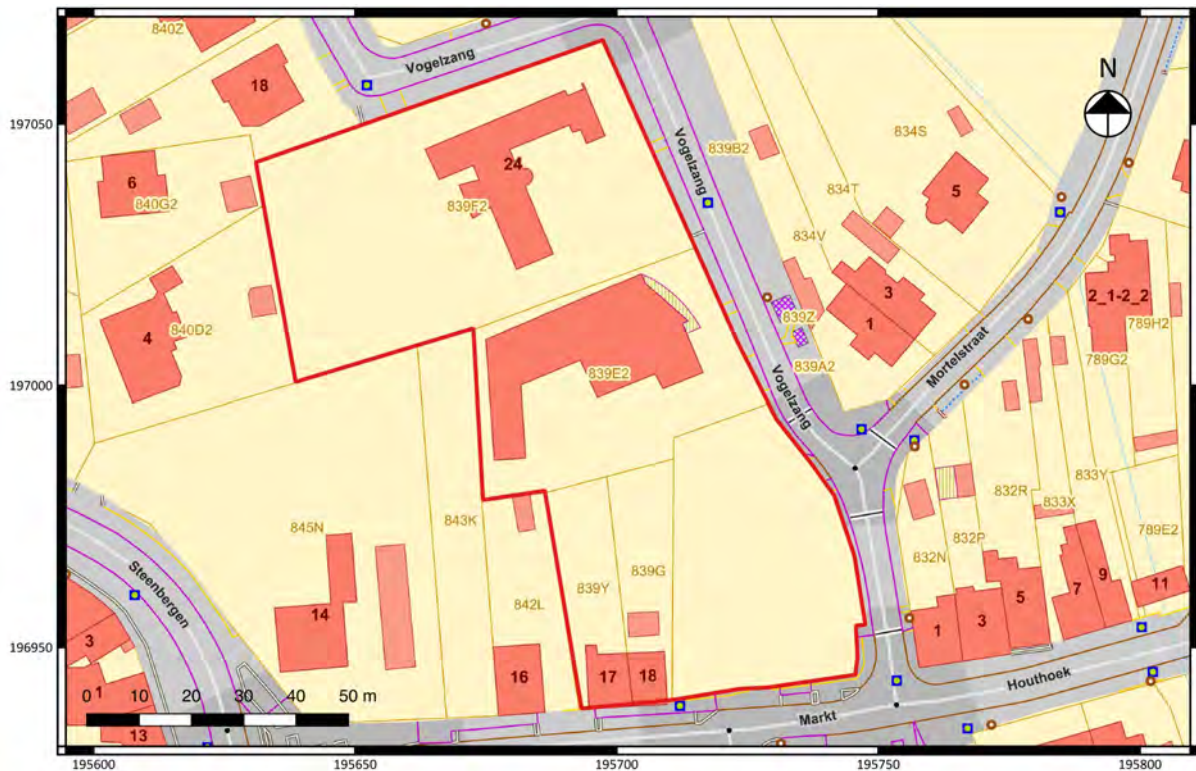 840Z
Vogelzang
18
N
197050
834S
Vogelzang
839B2
24
6
5
834T
840G2
839F2
834V
3
2_1-2_2
839Z
1
4
840D2
789H2
Mortelstraat
789G2
839A2
197000
839E2
Vogelzang
833Y
832R
845N
843K
833X
789E2
832P
832N
Steenbergen
839G
839Y
842L
11
9
7
14
5
3
1
3
196950
16
17
18
Houthoek
1
0 10 20 30 40 50 m
Markt
13
195600
195650
195700
195750
195800